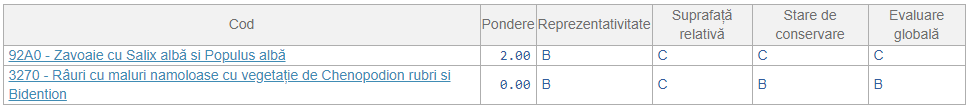 Cod Pondere Reprezentativitate Suprafață relativă Stare de conservare Evaluare globală
92A0 - Zavoaie cu Salix albă si Populus albă 2.00 B C C C
3270 - Râuri cu maluri namoloase cu vegetație de Chenopodion rubri si
Bidention 0.00 B C B B